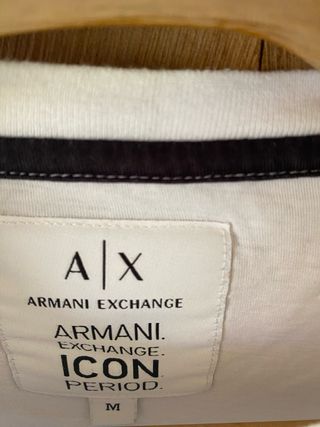 A|X
ARMANI EXCHANGE
ARMANI.
EXCHANGE.
ICON
PERIOD.
M